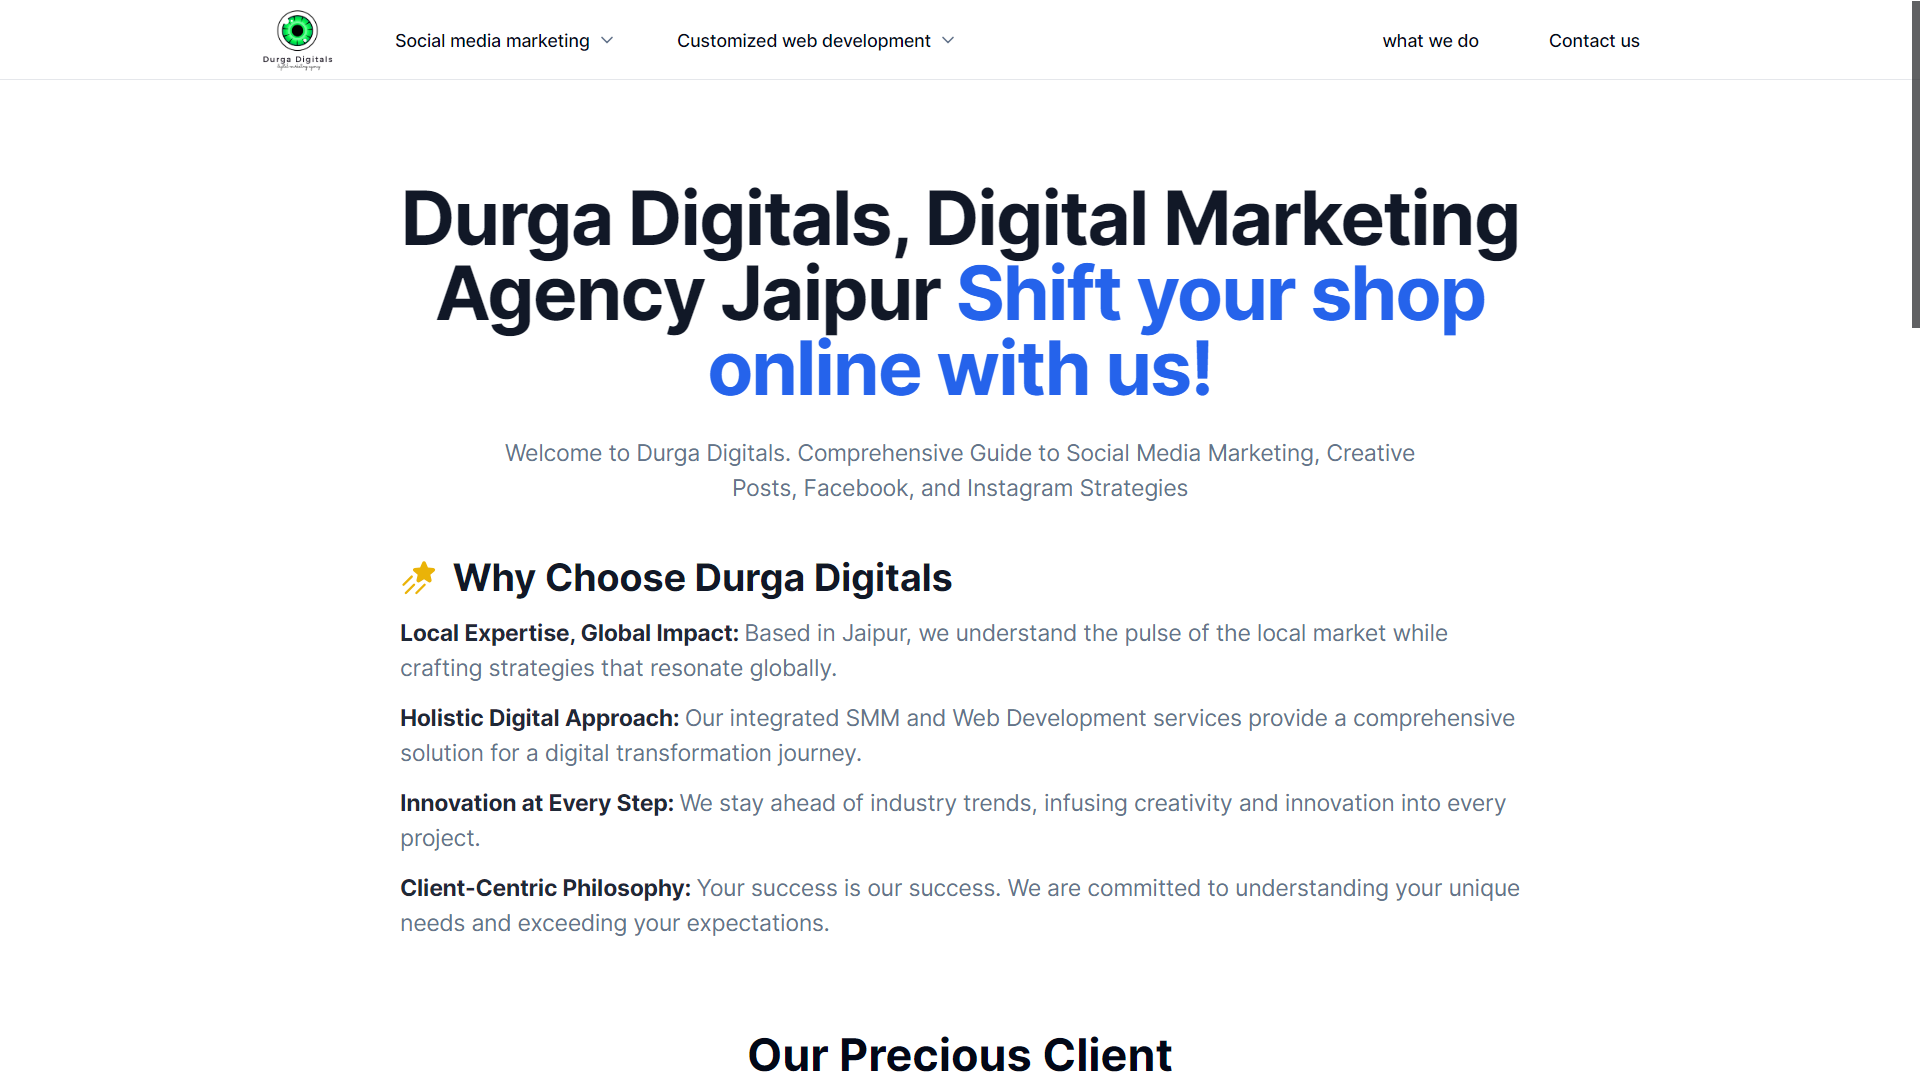 Durga Digitals
digital marketing agency
Social media marketing
Customized web development
what we do
Contact us
Durga Digitals, Digital Marketing
Agency Jaipur Shift your shop
online with us!
Welcome to Durga Digitals. Comprehensive Guide to Social Media Marketing, Creative
Posts, Facebook, and Instagram Strategies
Why Choose Durga Digitals
Local Expertise, Global Impact: Based in Jaipur, we understand the pulse of the local market while
crafting strategies that resonate globally.
Holistic Digital Approach: Our integrated SMM and Web Development services provide a comprehensive
solution for a digital transformation journey.
Innovation at Every Step: We stay ahead of industry trends, infusing creativity and innovation into every
project.
Client-Centric Philosophy: Your success is our success. We are committed to understanding your unique
needs and exceeding your expectations.
Our Precious Client